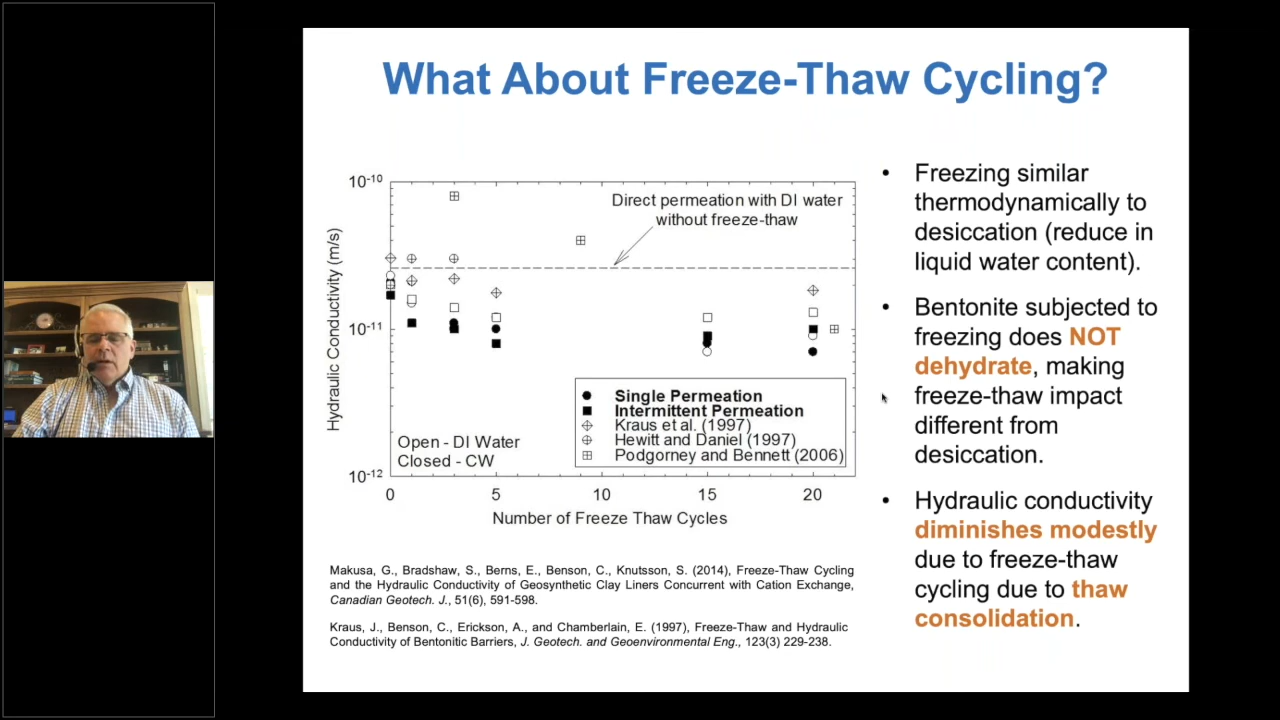 What About Freeze-Thaw Cycling?
10-10
10-11
10-12
Hydraulic Conductivity (m/s)
Direct permeation with DI water
without freeze-thaw
Single Permeation
Intermittent Permeation
Kraus et al. (1997)
Hewitt and Daniel (1997)
Podgorney and Bennett (2006)
Open - DI Water
Closed - CW
0 5 10 15 20
Number of Freeze Thaw Cycles
Makusa, G., Bradshaw, S., Berns, E., Benson, C., Knutsson, S. (2014), Freeze-Thaw Cycling
and the Hydraulic Conductivity of Geosynthetic Clay Liners Concurrent with Cation Exchange,
Canadian Geotech. J., 51(6), 591-598.
Kraus, J., Benson, C., Erickson, A., and Chamberlain, E. (1997), Freeze-Thaw and Hydraulic
Conductivity of Bentonitic Barriers, J. Geotech. and Geoenvironmental Eng., 123(3) 229-238.
• Freezing similar
thermodynamically to
desiccation (reduce in
liquid water content).
• Bentonite subjected to
freezing does NOT
dehydrate, making
freeze-thaw impact
different from
desiccation.
• Hydraulic conductivity
diminishes modestly
due to freeze-thaw
cycling due to thaw
consolidation.